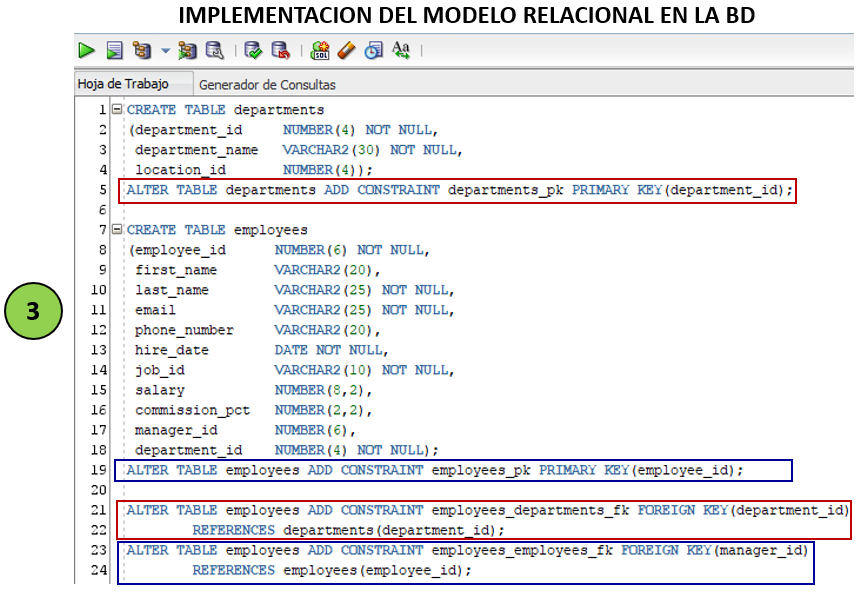 IMPLEMENTACION DEL MODELO RELACIONAL EN LA BD
SQL
Aa
Hoja de Trabajo Generador de Consultas
1 CREATE TABLE departments
2 (department_id NUMBER(4) NOT NULL,
3 department_name VARCHAR2(30) NOT NULL,
4 location_id NUMBER(4));
5 ALTER TABLE departments ADD CONSTRAINT departments_pk PRIMARY KEY(department_id);
6
7 CREATE TABLE employees
8 (employee_id NUMBER(6) NOT NULL,
9 first_name VARCHAR2(20),
10 last_name VARCHAR2(25) NOT NULL,
11 email VARCHAR2(25) NOT NULL,
3
12 phone_number VARCHAR2(20),
13 hire_date DATE NOT NULL,
14 job_id VARCHAR2(10) NOT NULL,
15 salary NUMBER(8,2),
16 commission_pct NUMBER(2,2),
17 manager_id NUMBER(6),
18 department_id NUMBER(4) NOT NULL);
19 ALTER TABLE employees ADD CONSTRAINT employees_pk PRIMARY KEY(employee_id);
20
21 ALTER TABLE employees ADD CONSTRAINT employees_departments_fk FOREIGN KEY(department_id)
22 REFERENCES departments(department_id);
23 ALTER TABLE employees ADD CONSTRAINT employees_employees_fk FOREIGN KEY(manager_id)
24 REFERENCES employees(employee_id);